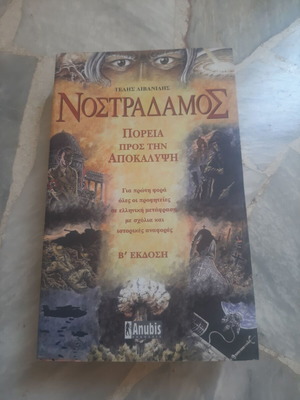 ΓΕΛΗΣ ΛΙΒΑΝΙΔΗΣ
ΝΟΣΤΡΑΔΑΜΟΣ
ΠΟΡΕΙΑ
ΠΡΟΣ ΤΗΝ
ΑΠΟΚΑΛΥΨΗ
Για πρώτη φορά
όλες οι προφητείες
σε ελληνική μετάφραση
με σχόλια και
ιστορικές αναφορές
Β' ΕΚΔΟΣΗ
Anubis